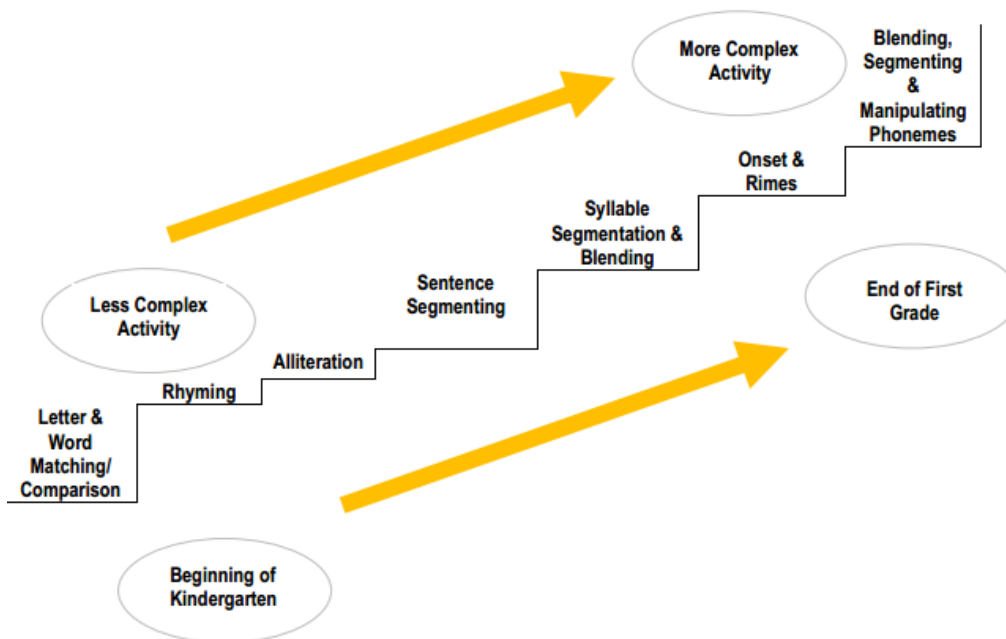 More Complex
Activity
Blending,
Segmenting
&
Manipulating
Phonemes
Onset &
Rimes
Syllable
Segmentation &
Blending
Sentence
Segmenting
Less Complex
Activity
End of First
Grade
Alliteration
Rhyming
Letter &
Word
Matching/
Comparison
Beginning of
Kindergarten